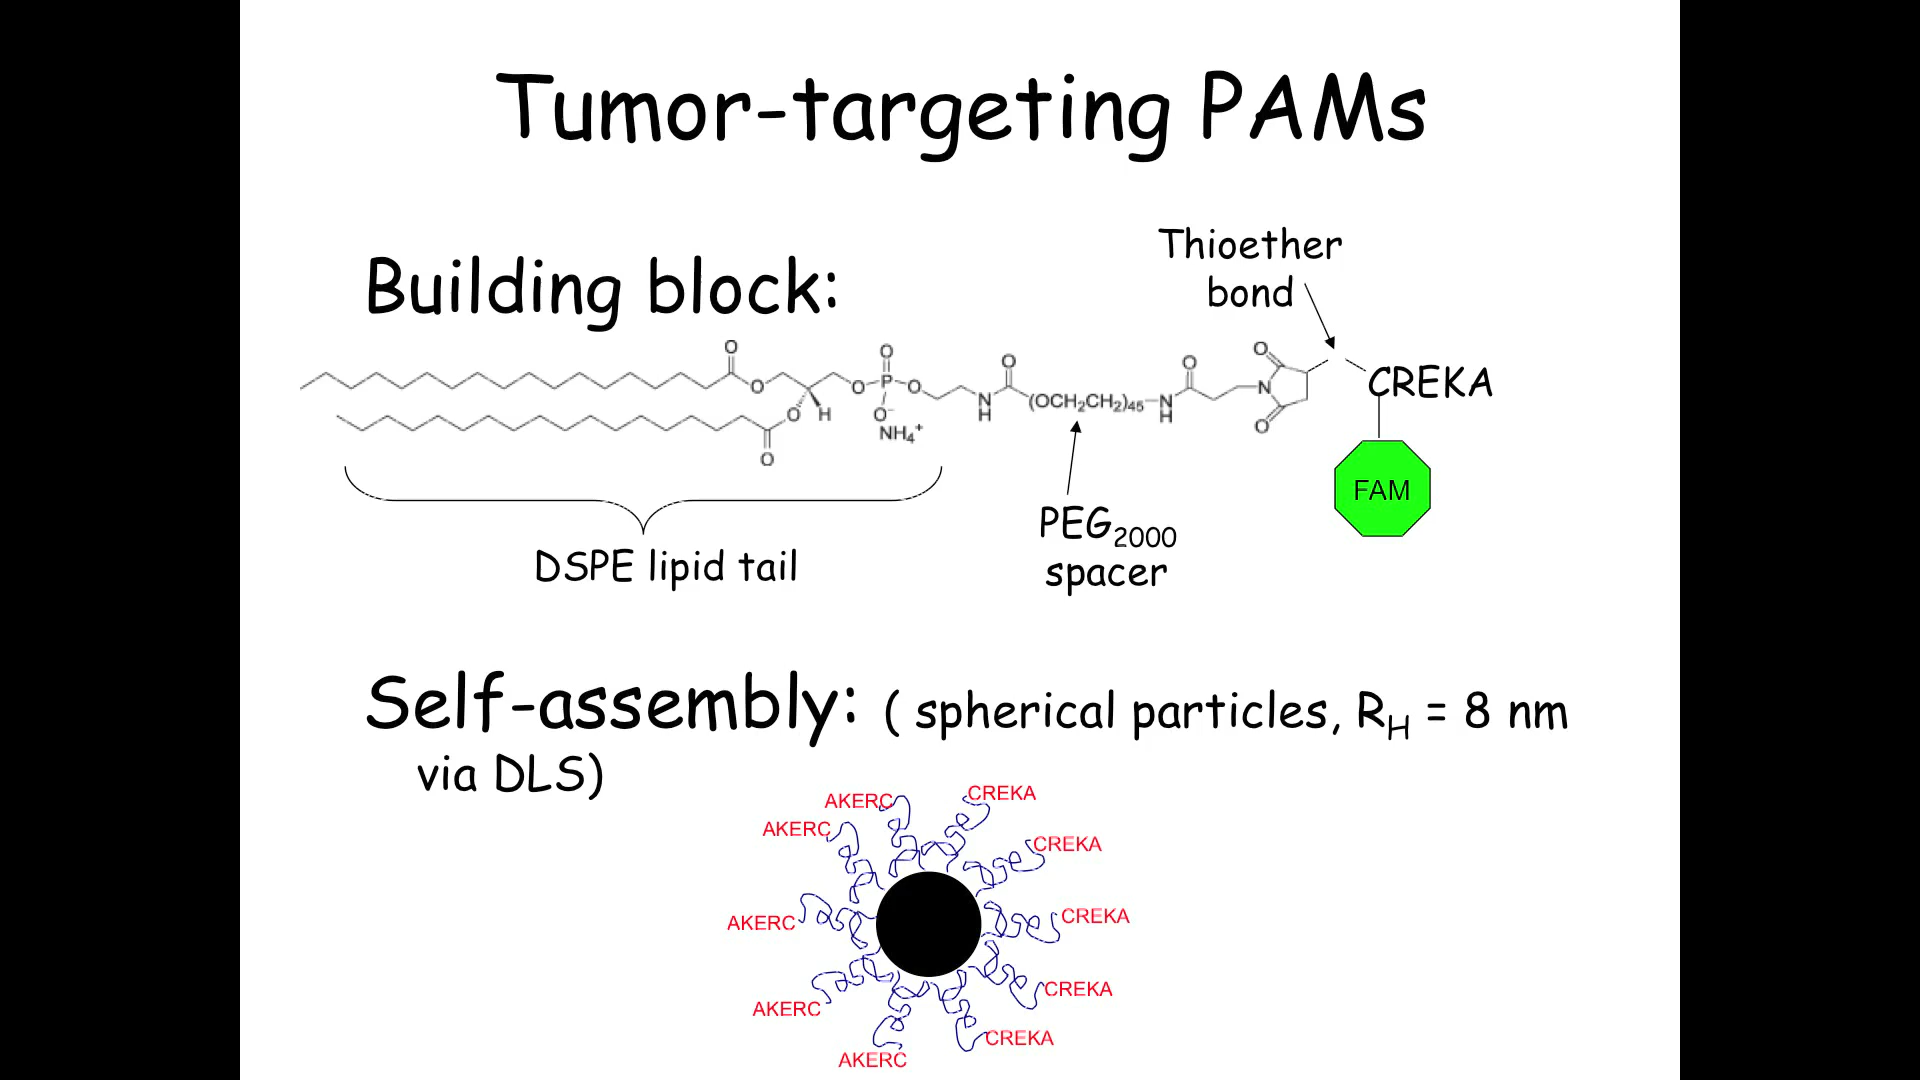 Tumor-targeting PAMs
Thioether
bond
Building block:
O
O
O
O
H
O
O
P
O
O
O⁻
NH₄⁺
N
H
O
(OCH₂CH₂)₄₅
N
H
O
N
O
O
CREKA
FAM
DSPE lipid tail
PEG₂₀₀₀
spacer
Self-assembly: ( spherical particles, R_H = 8 nm
via DLS)
AKERC
CREKA
AKERC
CREKA
AKERC
CREKA
AKERC
CREKA
AKERC
CREKA